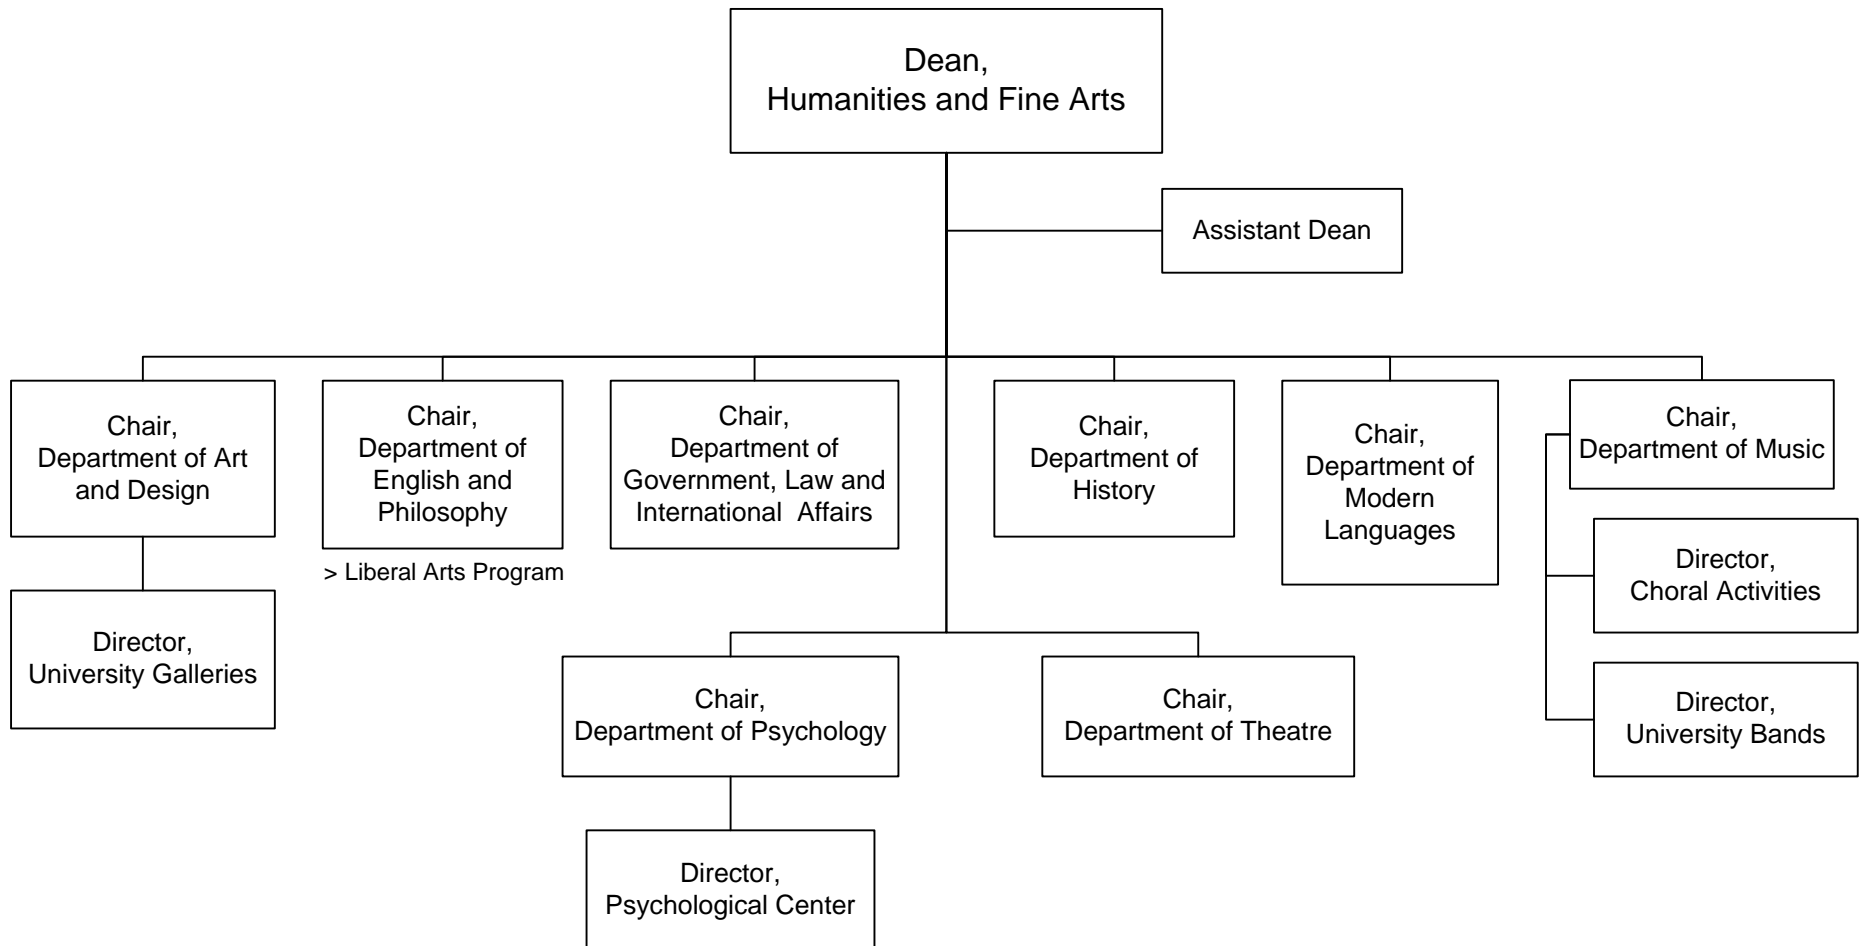 Dean,
Humanities and Fine Arts
Assistant Dean
Chair,
Department of Art
and Design
Chair,
Department of
English and
Philosophy
> Liberal Arts Program
Chair,
Department of
Government, Law and
International Affairs
Chair,
Department of
History
Chair,
Department of
Modern
Languages
Chair,
Department of Music
Director,
University Galleries
Director,
Choral Activities
Director,
University Bands
Chair,
Department of Psychology
Chair,
Department of Theatre
Director,
Psychological Center